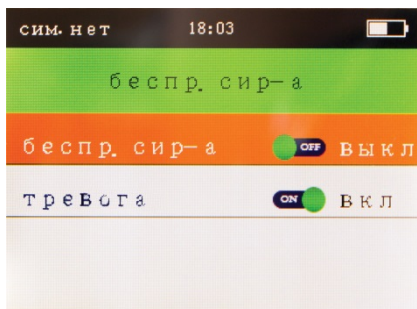 сим. нет 18:03
беспр. сир-а
беспр. сир-а OFF выкл
тревога ON вкл